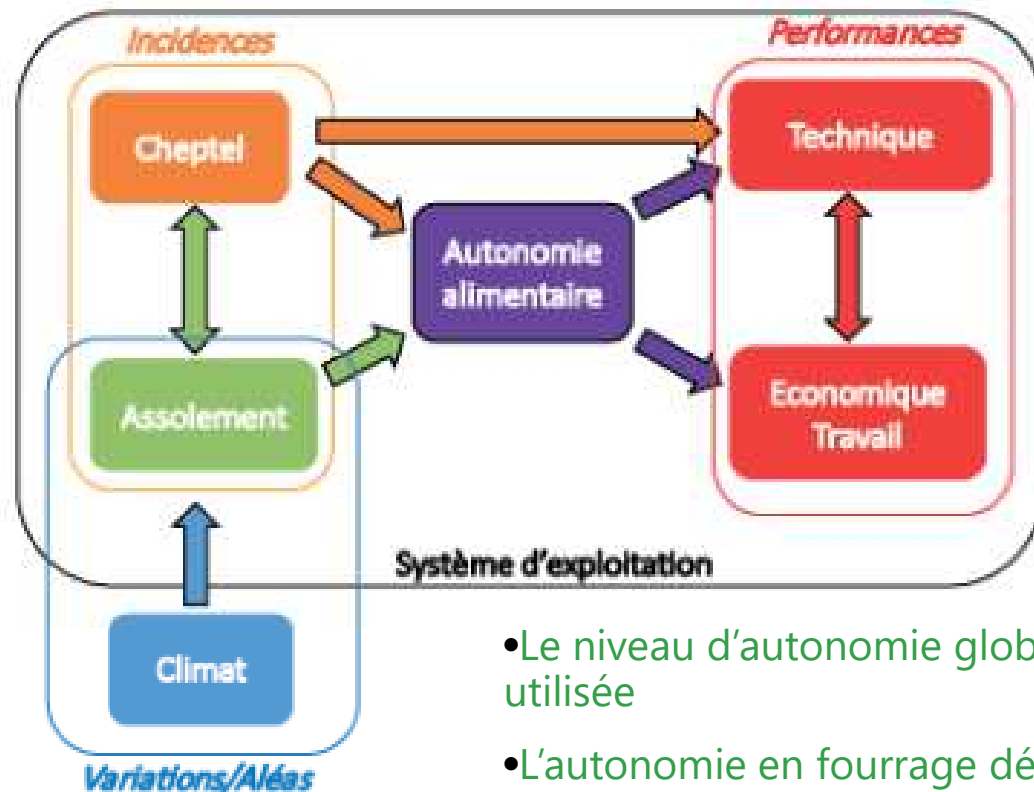 Incidences
Performances
Cheptel
Technique
Autonomie
alimentaire
Assolement
Economique
Travail
Système d'exploitation
Climat
Variations/Aléas
•Le niveau d'autonomie glob
utilisée
•L'autonomie en fourrage dé